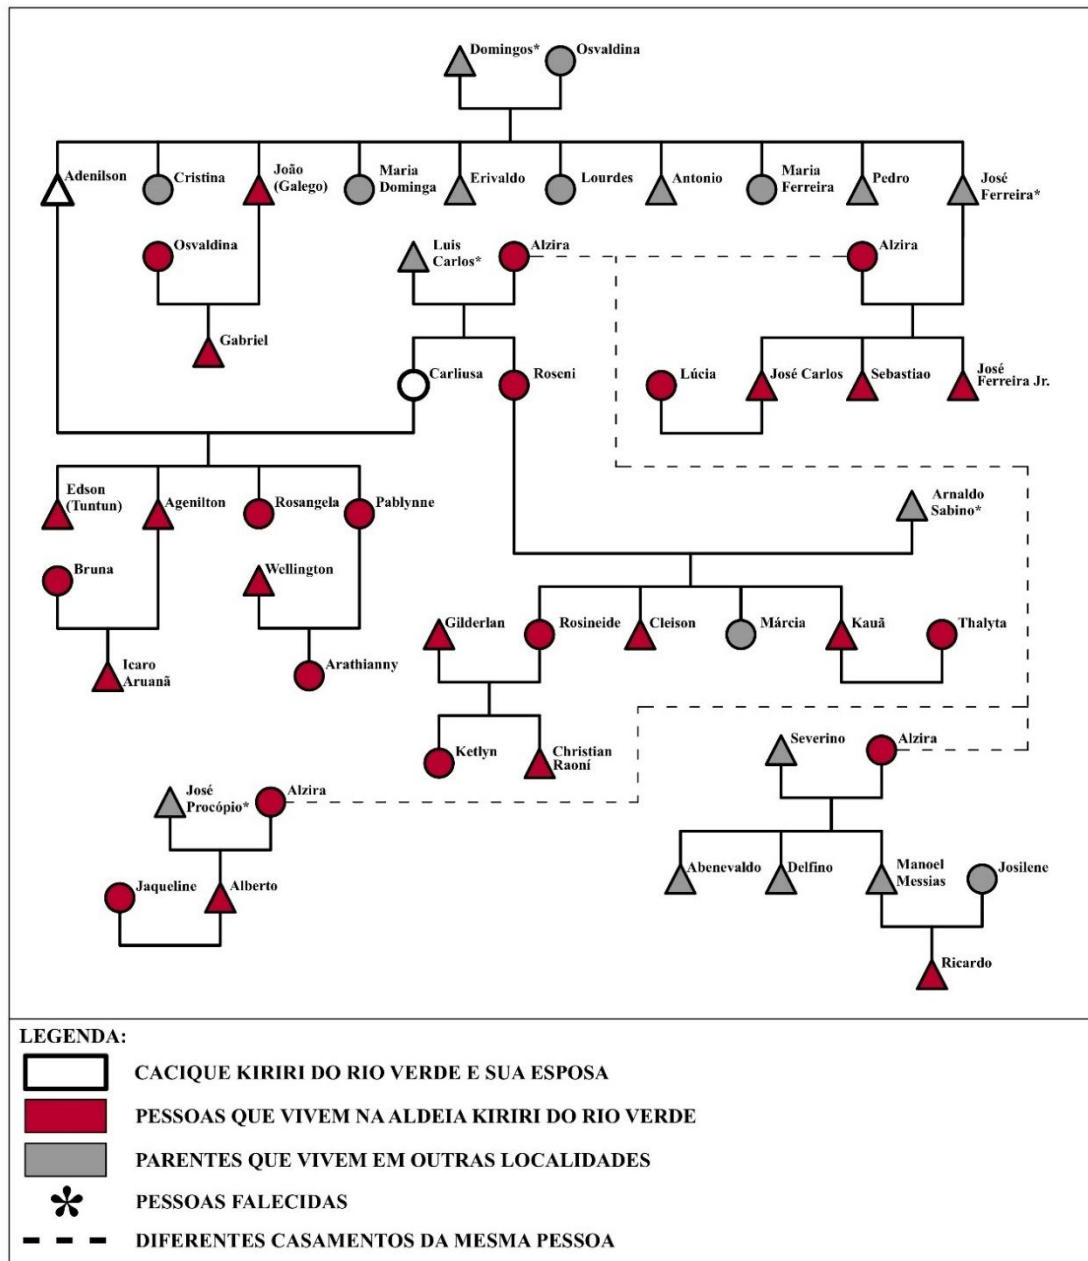 Domingos*
Osvaldina
Adenilson
Cristina
João
(Galego)
Maria
Dominga
Erivaldo
Lourdes
Antonio
Maria
Ferreira
Pedro
José
Ferreira*
Osvaldina
Luis
Carlos*
Alzira
Alzira
Gabriel
Carliusa
Roseni
Lúcia
José Carlos
Sebastiao
José
Ferreira Jr.
Edson
(Tuntun)
Agenilton
Rosangela
Pablynne
Arnaldo
Sabino*
Bruna
Wellington
Gilderlan
Rosineide
Cleison
Márcia
Kauã
Thalyta
Icaro
Aruanã
Arathianny
Ketlyn
Christian
Raoní
Severino
Alzira
José
Procópio*
Alzira
Jaqueline
Alberto
Abenevaldo
Delfino
Manoel
Messias
Josilene
Ricardo
LEGENDA:
CACIQUE KIRIRI DO RIO VERDE E SUA ESPOSA
PESSOAS QUE VIVEM NA ALDEIA KIRIRI DO RIO VERDE
PARENTES QUE VIVEM EM OUTRAS LOCALIDADES
* PESSOAS FALECIDAS
DIFERENTES CASAMENTOS DA MESMA PESSOA